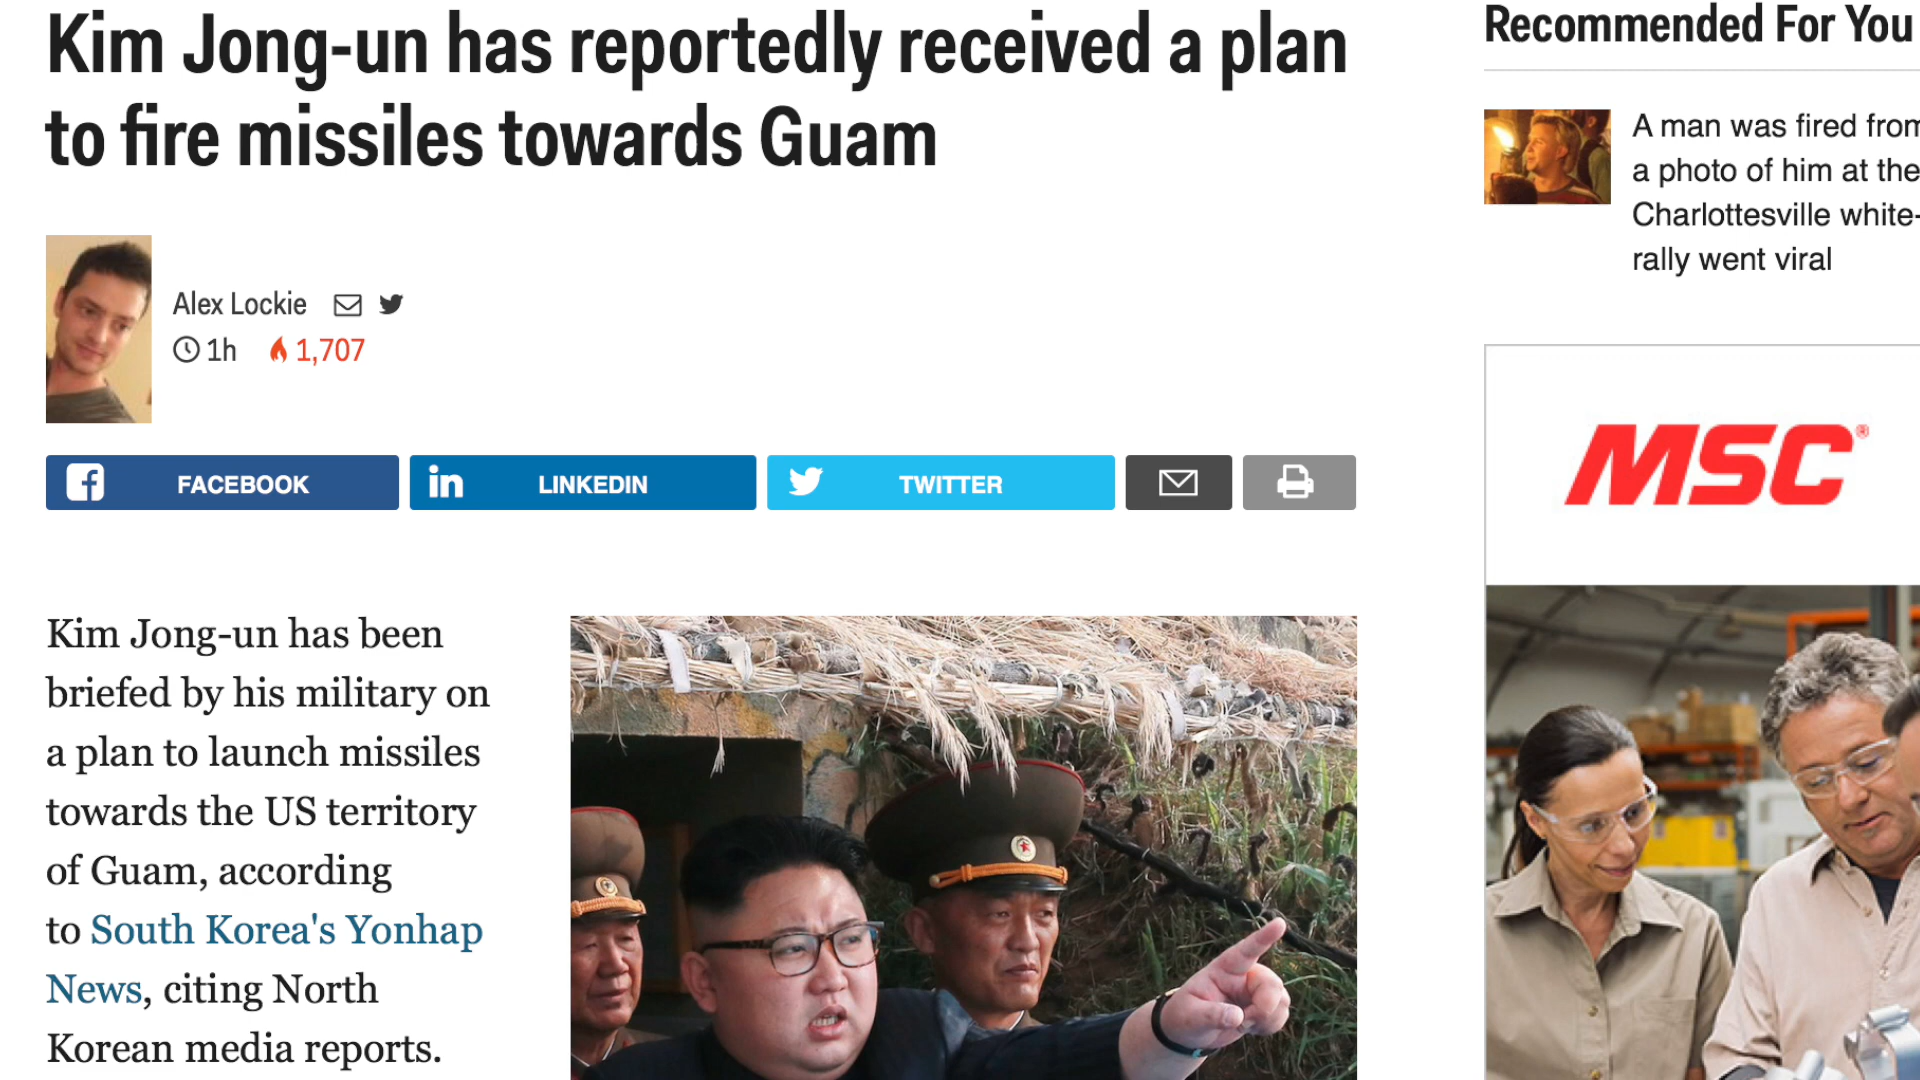 Kim Jong-un has reportedly received a plan
to fire missiles towards Guam
Alex Lockie
1h 1,707
FACEBOOK
LINKEDIN
TWITTER
Kim Jong-un has been
briefed by his military on
a plan to launch missiles
towards the US territory
of Guam, according
to South Korea's Yonhap
News, citing North
Korean media reports.
Recommended For You
A man was fired from
a photo of him at the
Charlottesville white-
rally went viral
MSC®